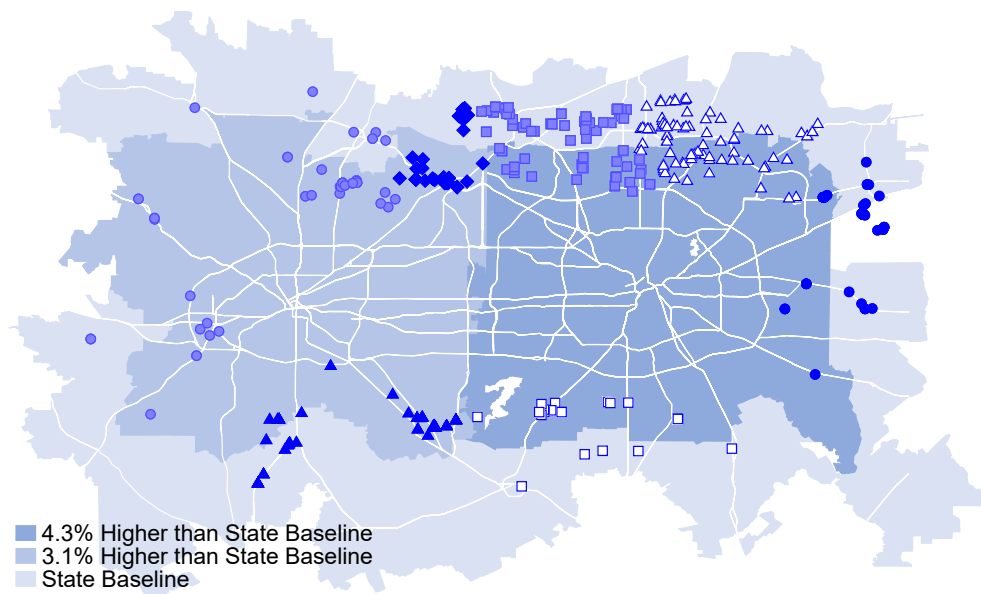 4.3% Higher than State Baseline
3.1% Higher than State Baseline
State Baseline